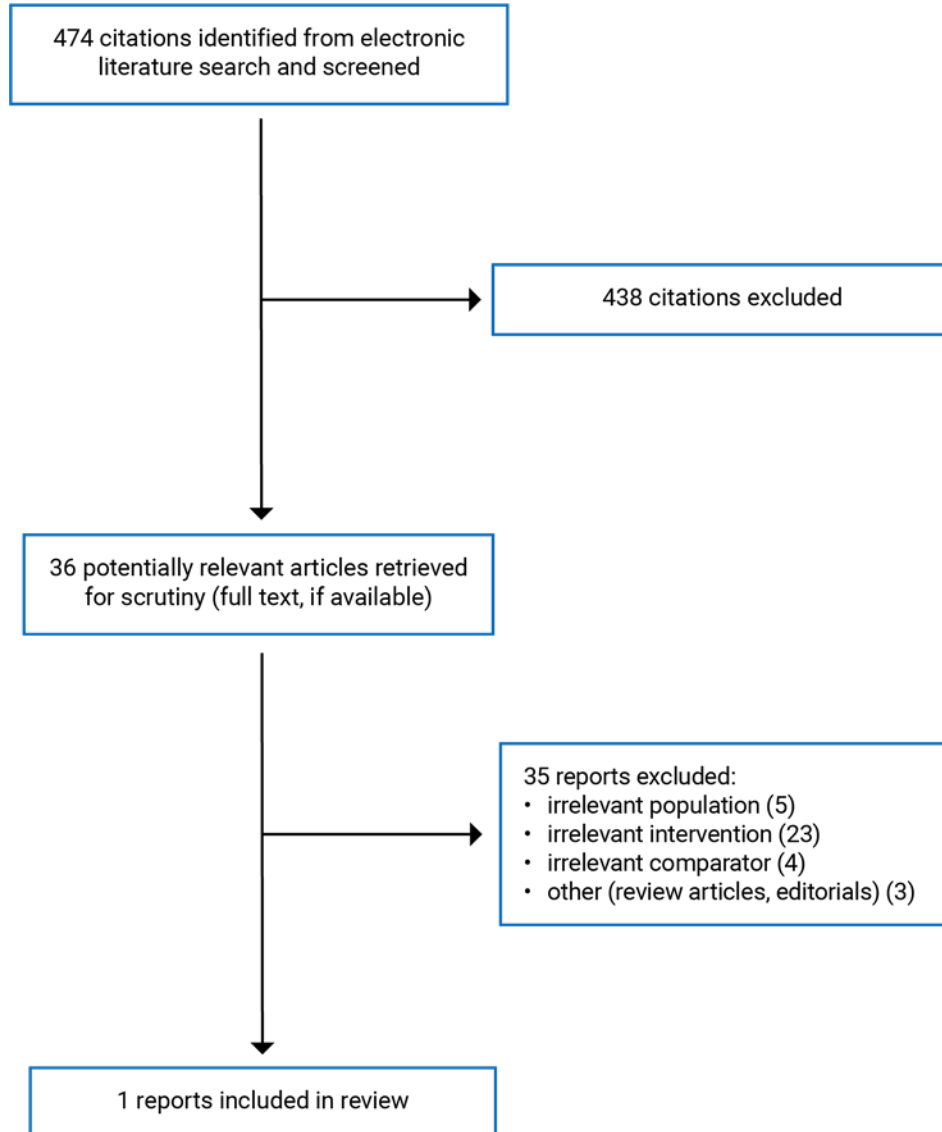 474 citations identified from electronic
literature search and screened
438 citations excluded
36 potentially relevant articles retrieved
for scrutiny (full text, if available)
35 reports excluded:
• irrelevant population (5)
• irrelevant intervention (23)
• irrelevant comparator (4)
• other (review articles, editorials) (3)
1 reports included in review